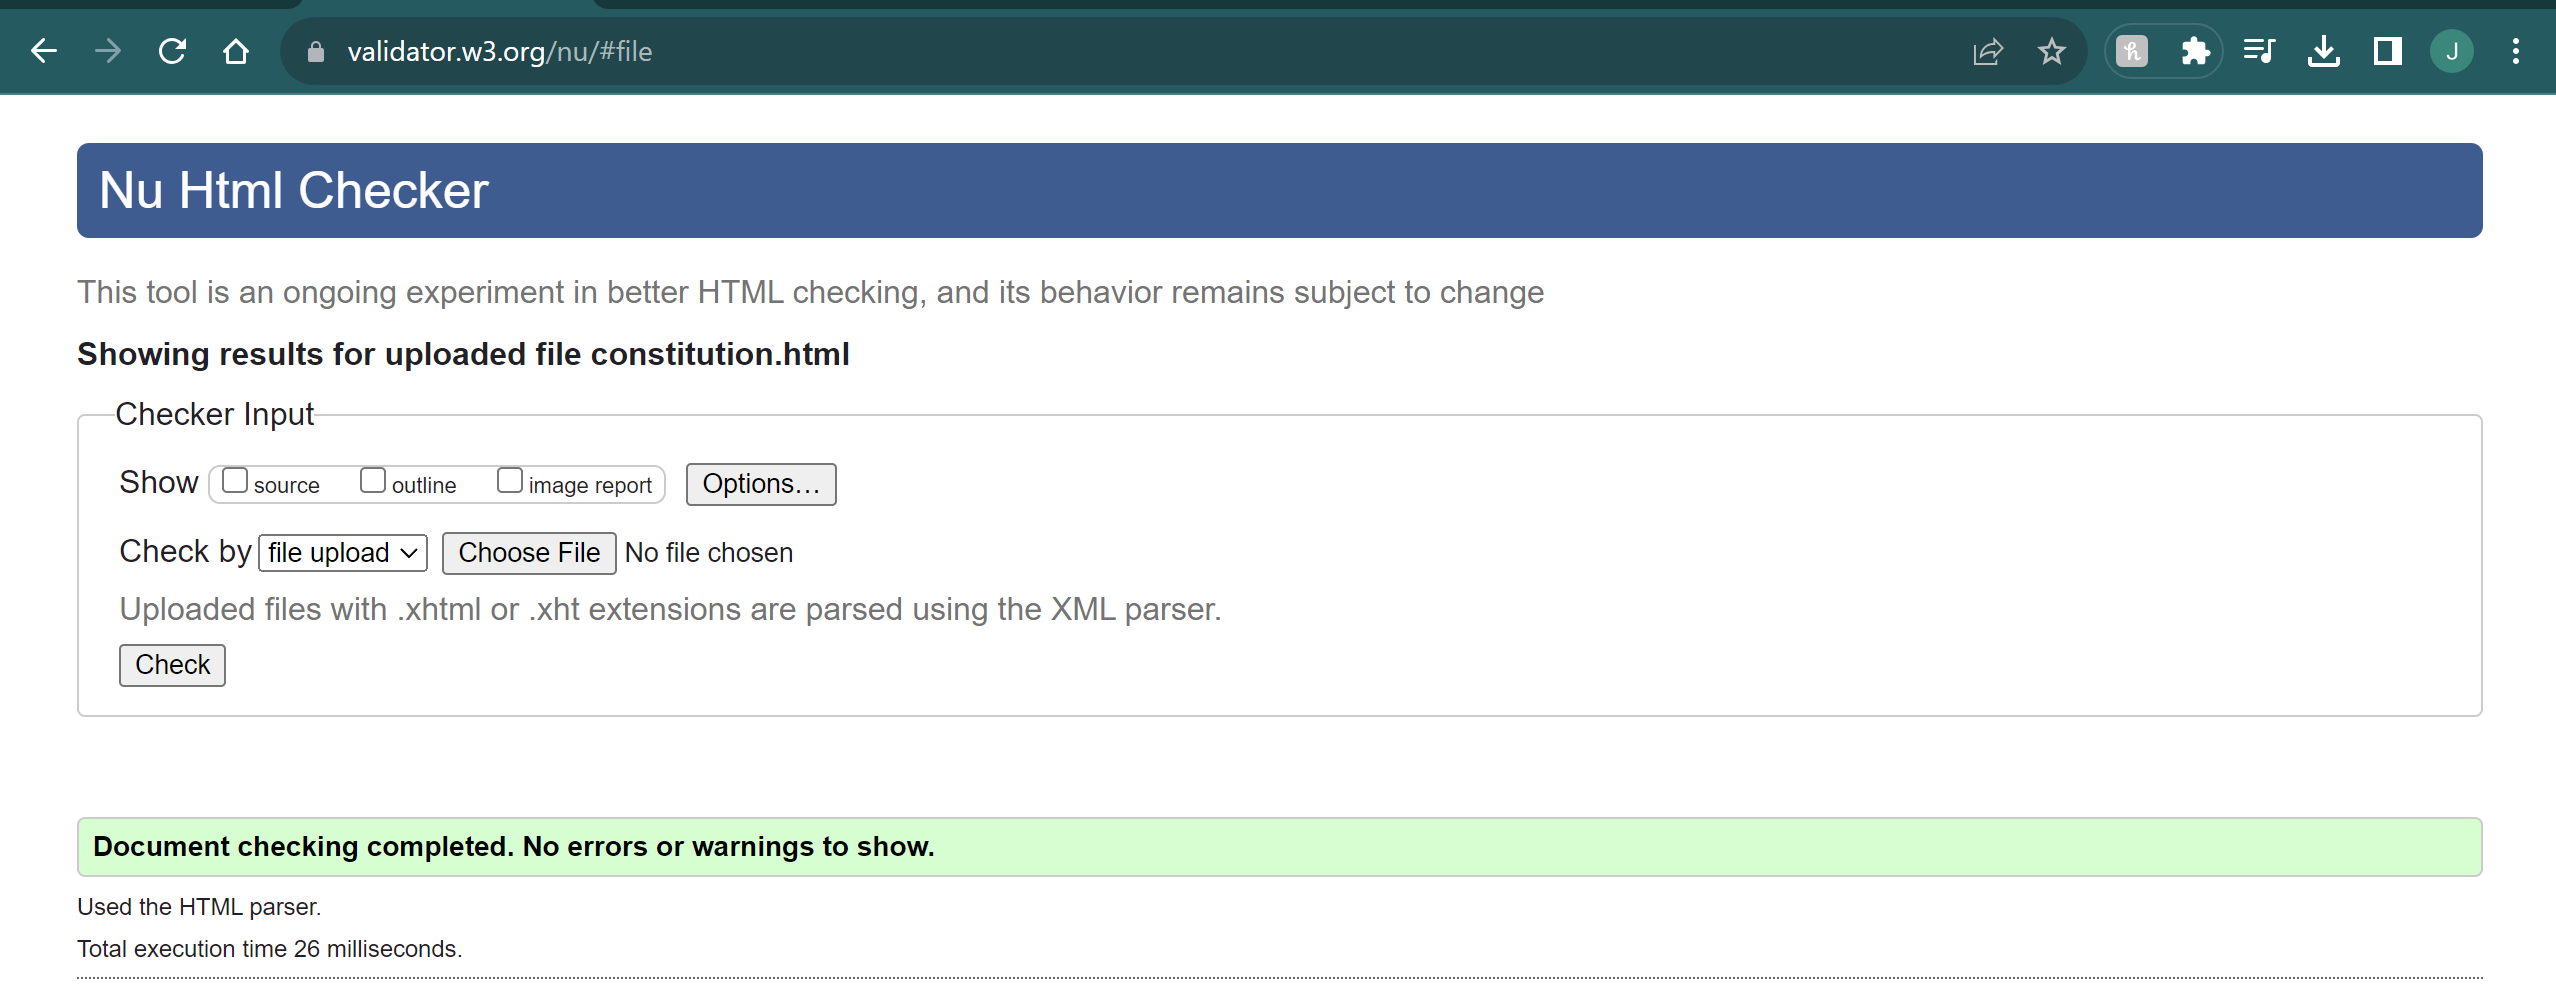 validator.w3.org/nu/#file
J
Nu Html Checker
This tool is an ongoing experiment in better HTML checking, and its behavior remains subject to change
Showing results for uploaded file constitution.html
Checker Input
Show source outline image report Options...
Check by file upload Choose File No file chosen
Uploaded files with .xhtml or .xht extensions are parsed using the XML parser.
Check
Document checking completed. No errors or warnings to show.
Used the HTML parser.
Total execution time 26 milliseconds.